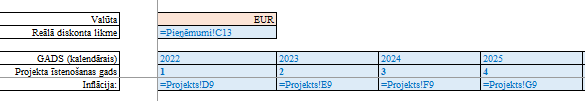 Valūta EUR
Reālā diskonta likme =Pieņēmumi!C13
GADS (kalendārais) 2022 2023 2024 2025
Projekta īstenošanas gads 1 2 3 4
Inflācija: =Projekts!D9 =Projekts!E9 =Projekts!F9 =Projekts!G9